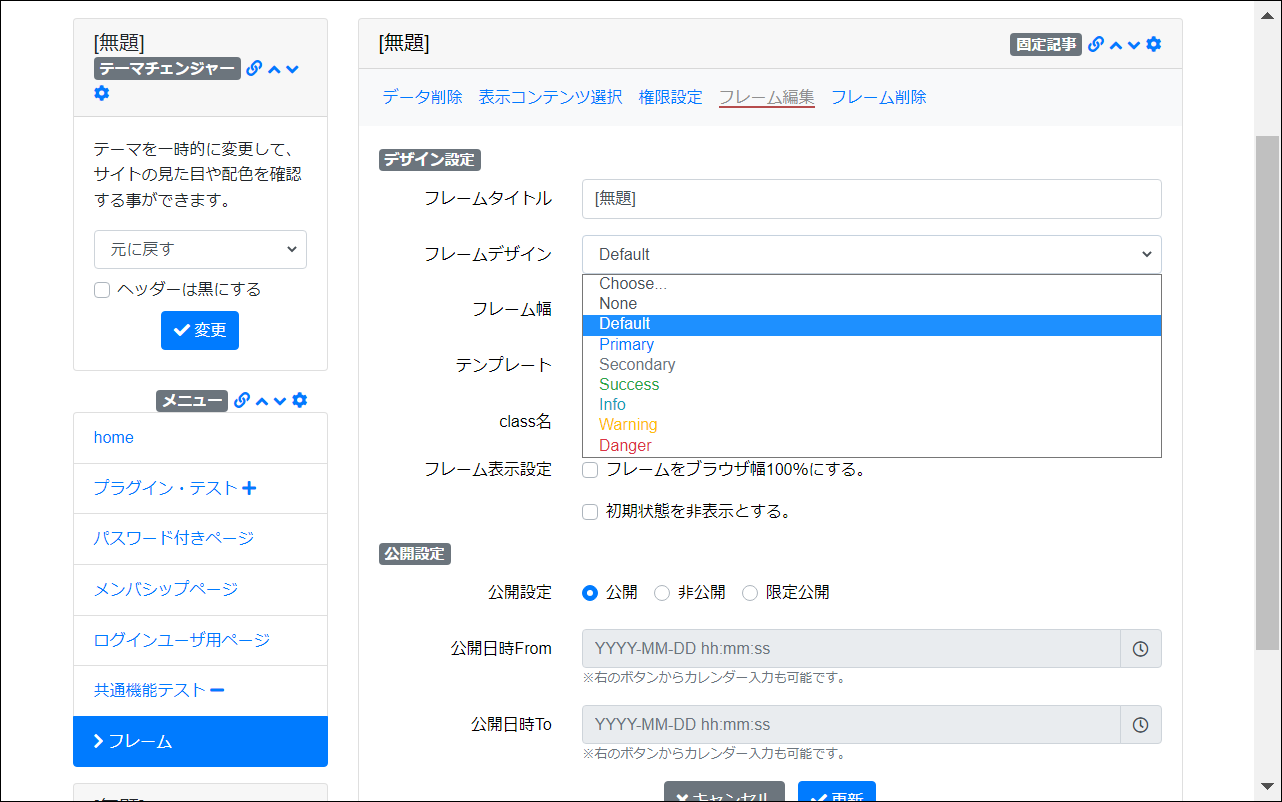 [無題]
テーマチェンジャー
テーマを一時的に変更して、
サイトの見た目や配色を確認
する事ができます。
元に戻す
ヘッダーは黒にする
変更
メニュー
home
プラグイン・テスト
パスワード付きページ
メンバシップページ
ログインユーザ用ページ
共通機能テスト
フレーム
[無題]
固定記事
データ削除 表示コンテンツ選択 権限設定 フレーム編集 フレーム削除
デザイン設定
フレームタイトル [無題]
フレームデザイン Default
Choose...
None
Default
Primary
Secondary
Success
Info
Warning
Danger
フレーム幅
テンプレート
class名
フレーム表示設定 フレームをブラウザ幅100%にする。
初期状態を非表示とする。
公開設定
公開設定 公開 非公開 限定公開
公開日時From YYYY-MM-DD hh:mm:ss
※右のボタンからカレンダー入力も可能です。
公開日時To YYYY-MM-DD hh:mm:ss
※右のボタンからカレンダー入力も可能です。
キャンセル 更新